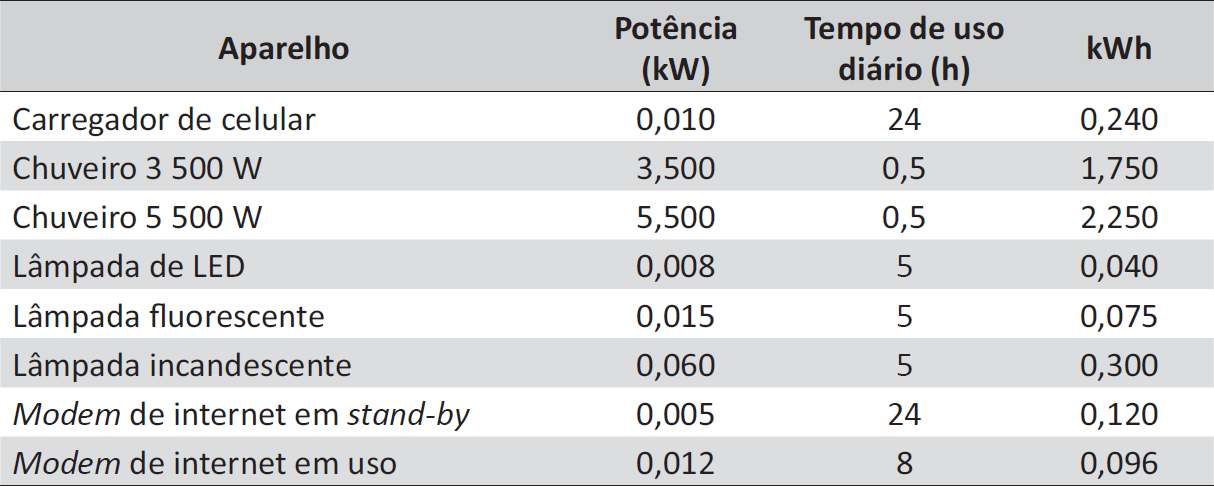 Aparelho Potência (kW) Tempo de uso diário (h) kWh
Carregador de celular 0,010 24 0,240
Chuveiro 3 500 W 3,500 0,5 1,750
Chuveiro 5 500 W 5,500 0,5 2,250
Lâmpada de LED 0,008 5 0,040
Lâmpada fluorescente 0,015 5 0,075
Lâmpada incandescente 0,060 5 0,300
Modem de internet em stand-by 0,005 24 0,120
Modem de internet em uso 0,012 8 0,096